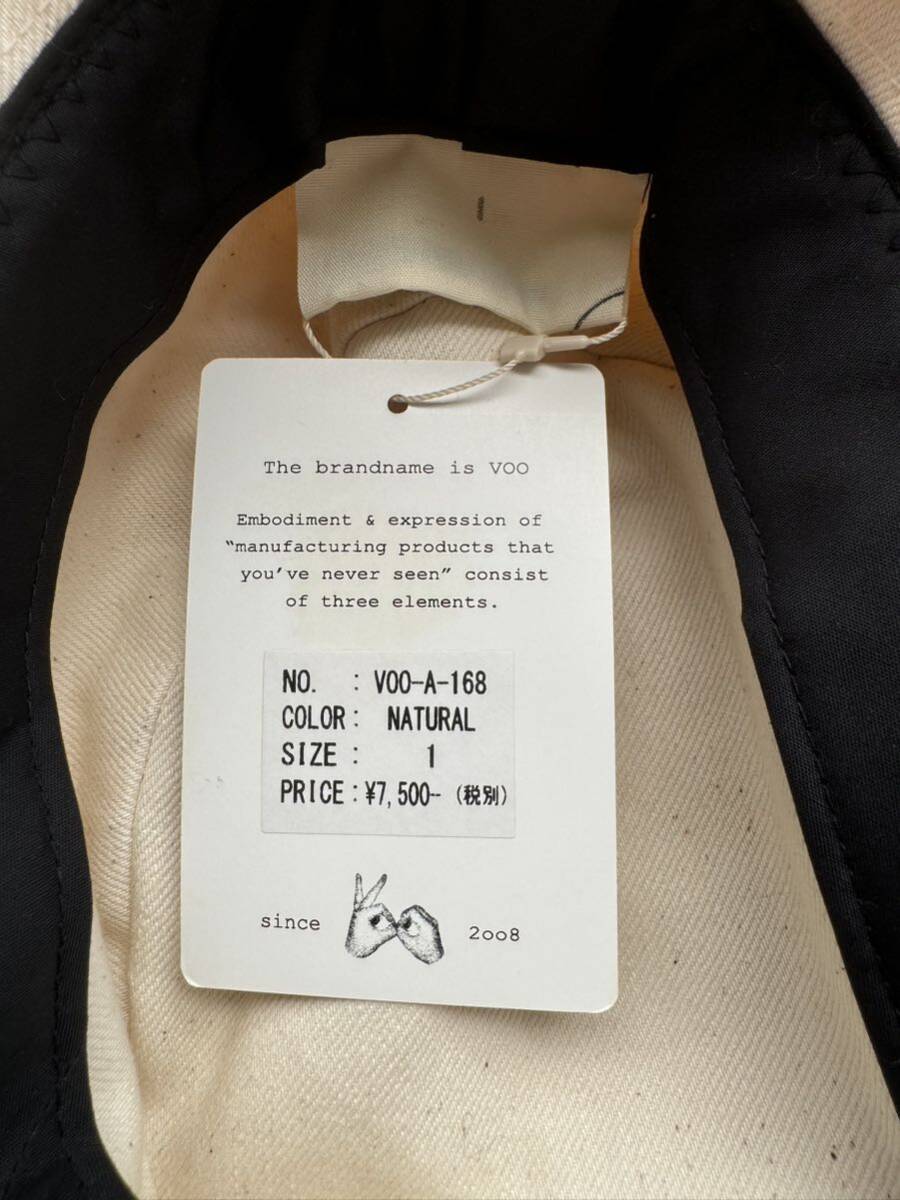 The brandname is VOO
Embodiment & expression of
“manufacturing products that
you’ve never seen” consist
of three elements.
NO. : VOO-A-168
COLOR: NATURAL
SIZE : 1
PRICE:¥7,500- (税別)
since 2oo8